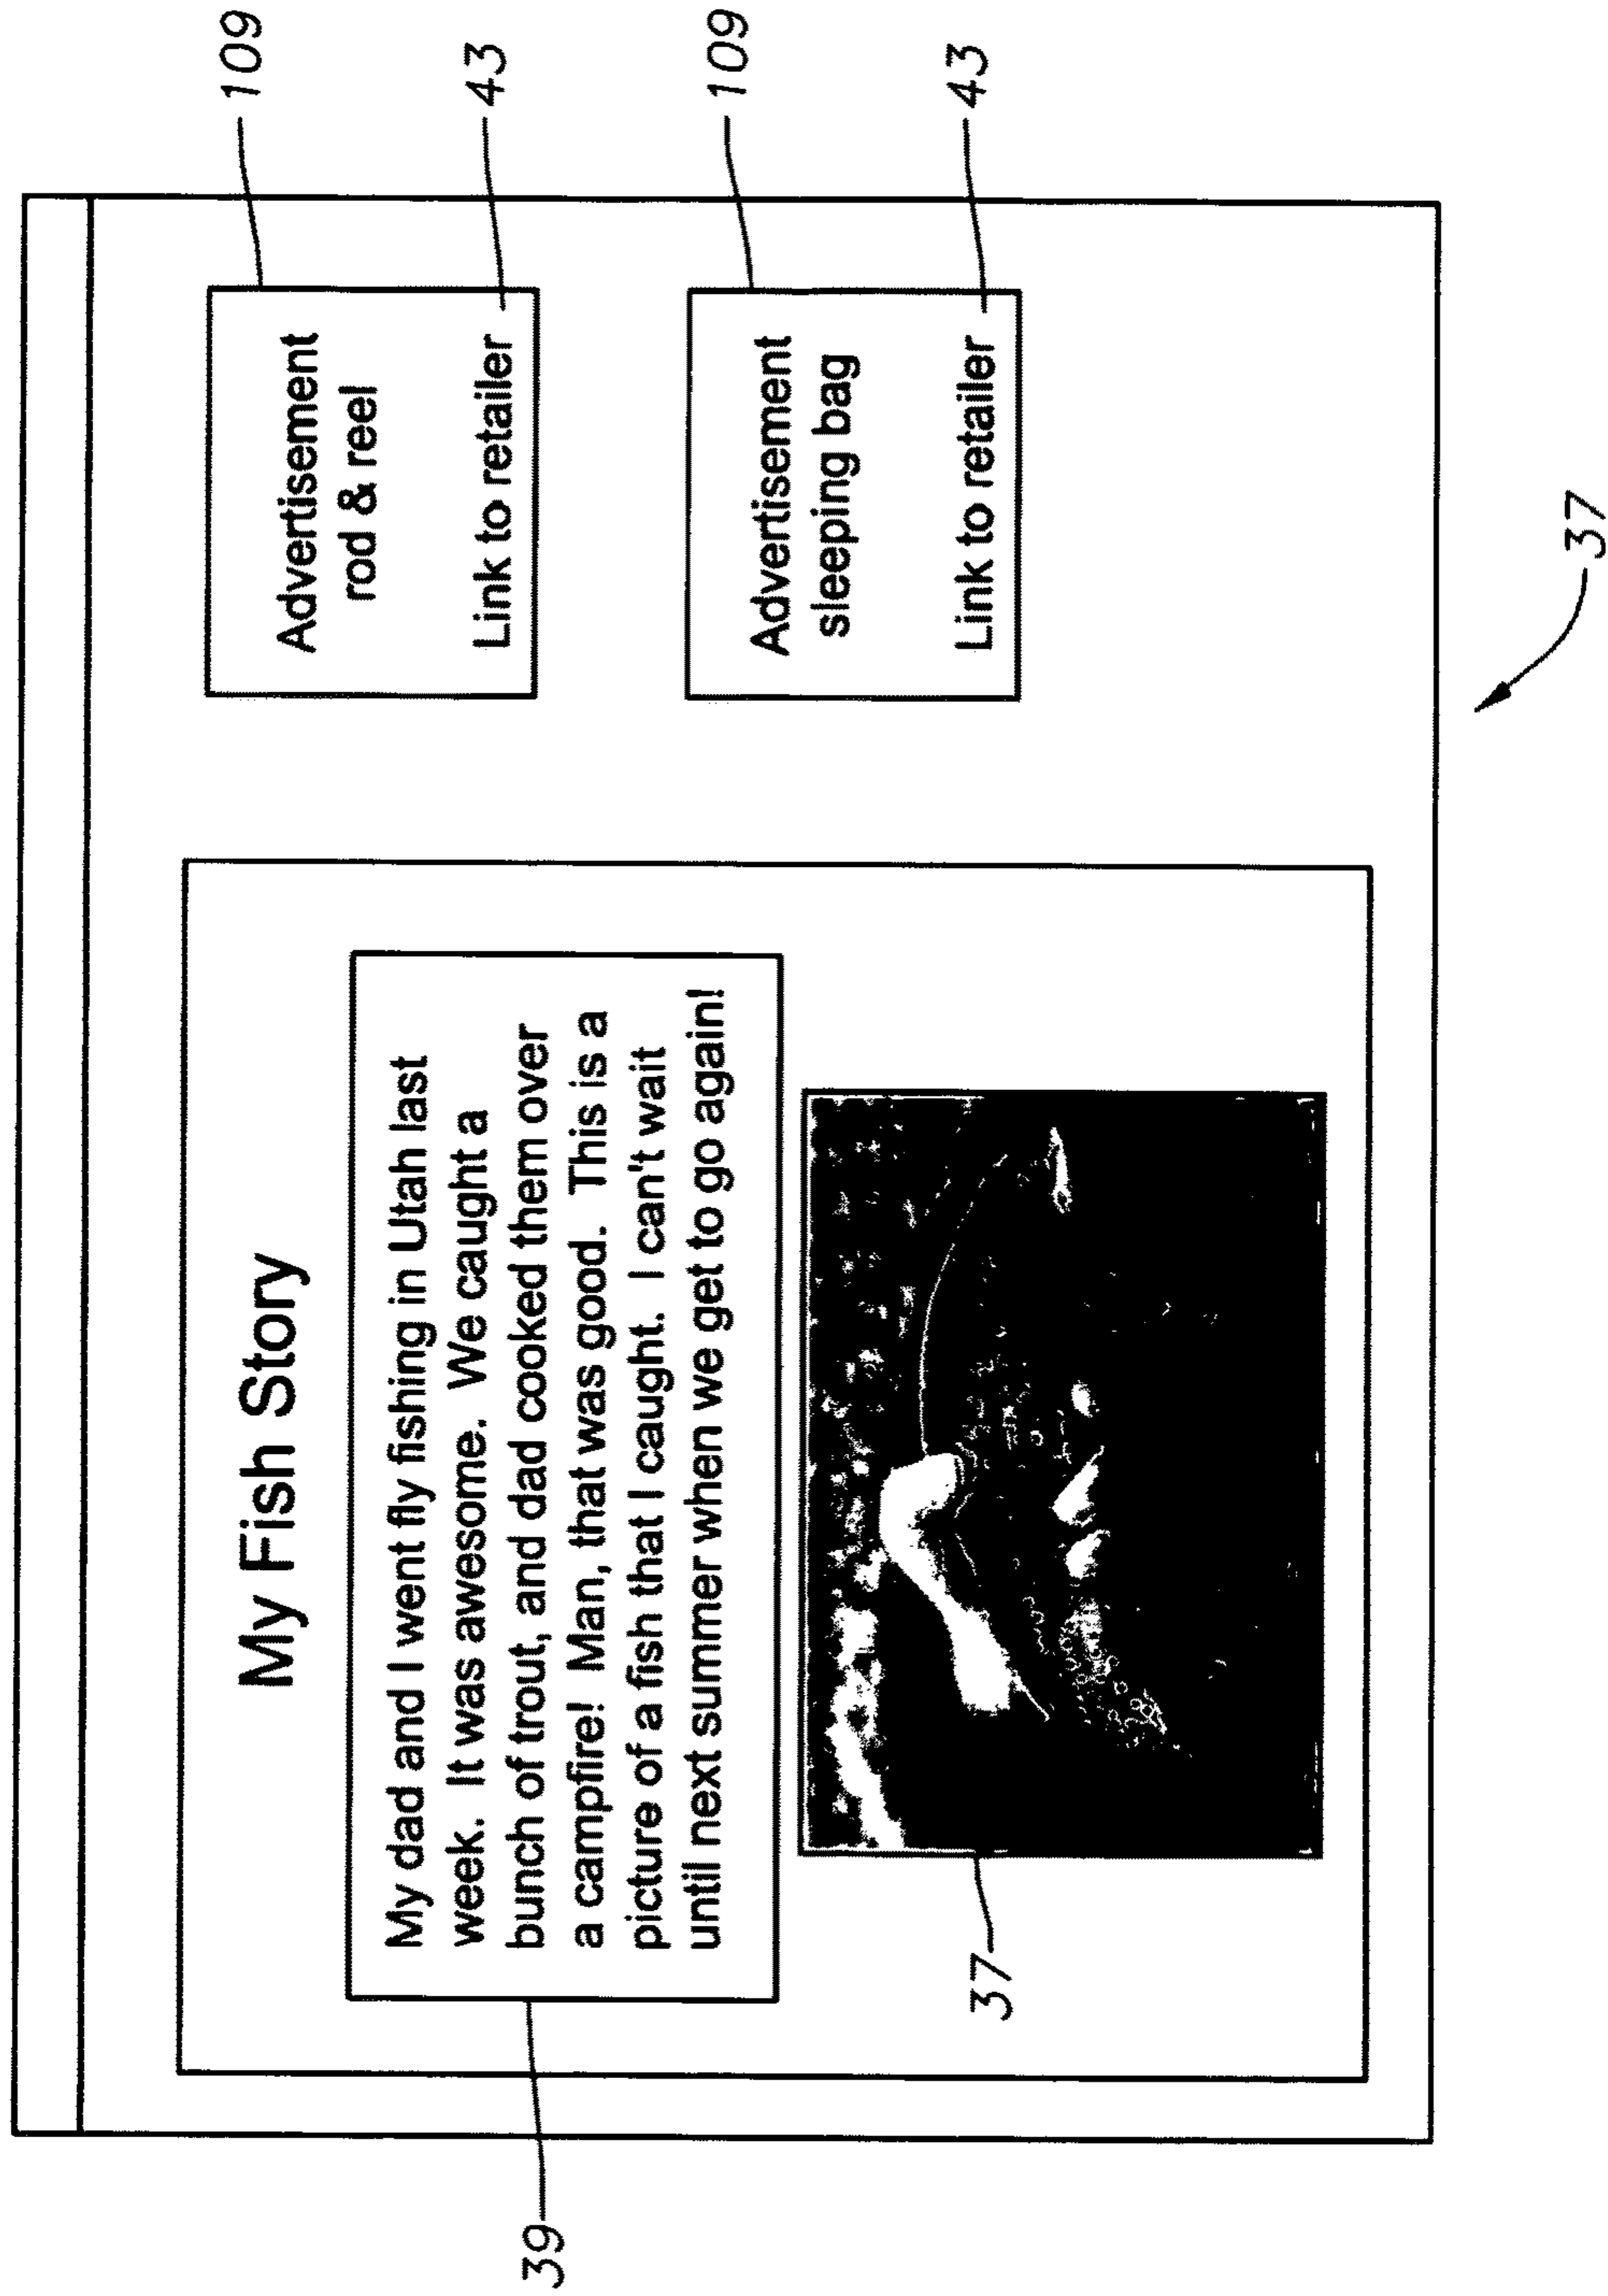 My Fish Story
My dad and I went fly fishing in Utah last
week.  It was awesome.  We caught a
bunch of trout, and dad cooked them over
a campfire!  Man, that was good.  This is a
picture of a fish that I caught.  I can't wait
until next summer when we get to go again!
39
37
Advertisement
rod & reel
Link to retailer
109
43
Advertisement
sleeping bag
Link to retailer
109
43
37